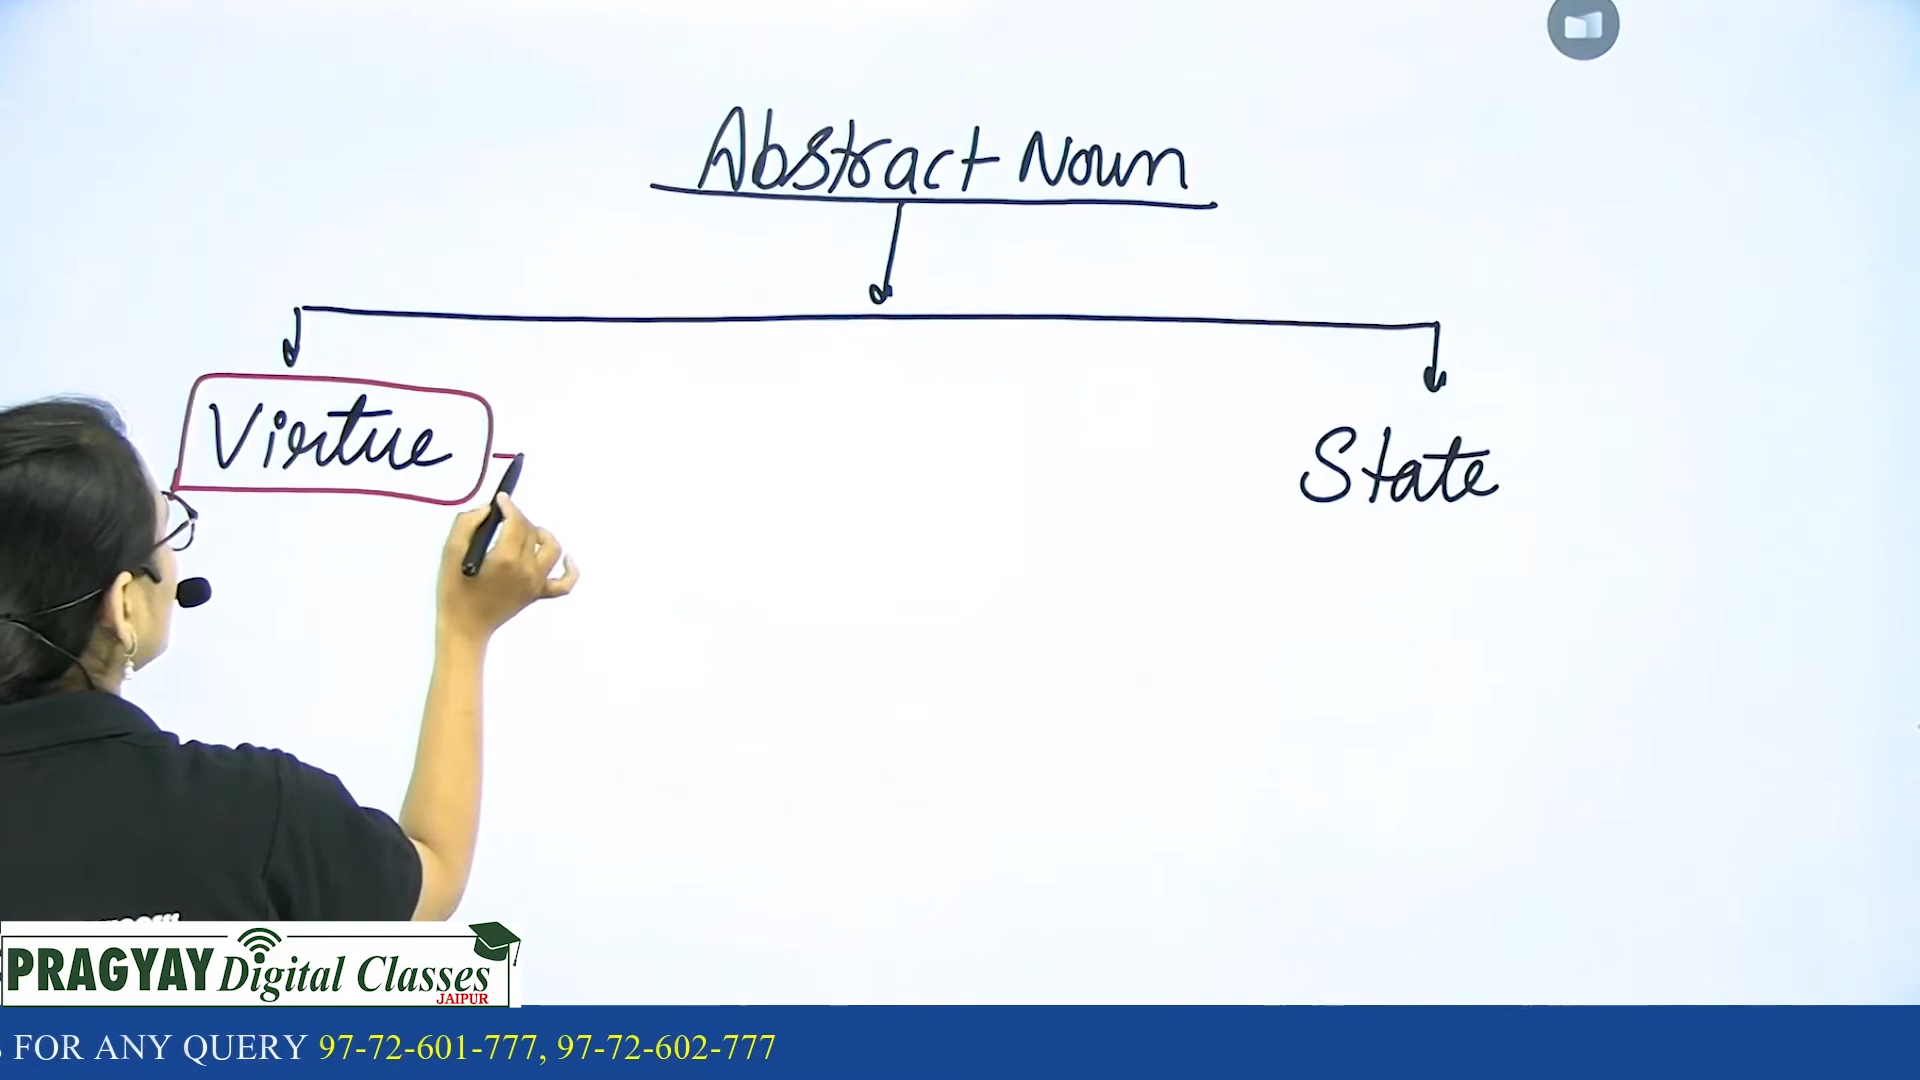 Abstract Noun
Virtue
State
PRAGYAY Digital Classes
JAIPUR
FOR ANY QUERY 97-72-601-777, 97-72-602-777